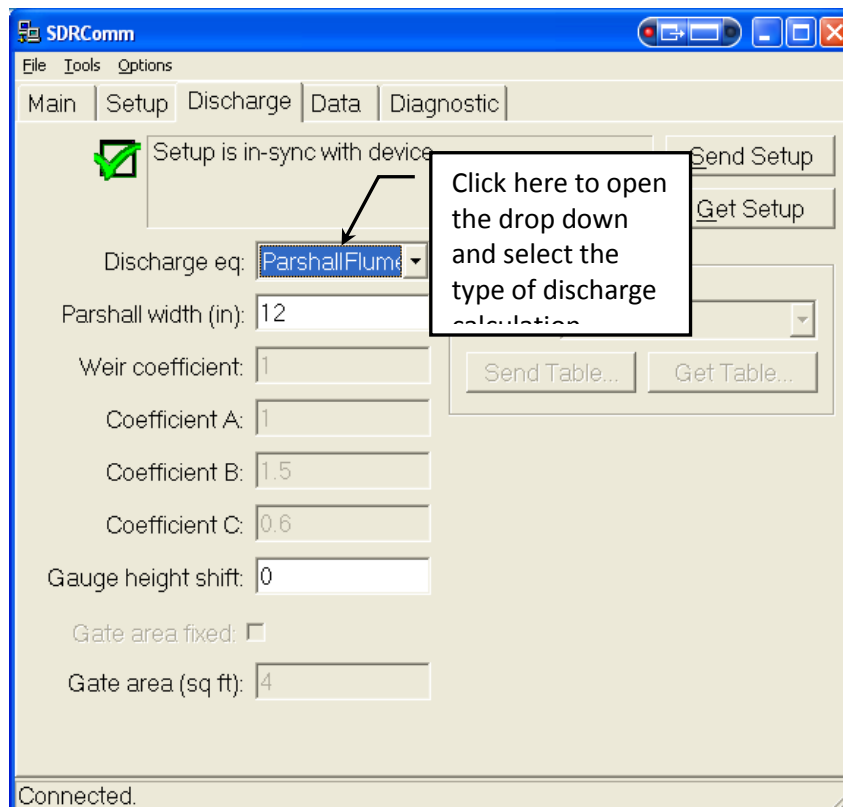 SDRComm
File Tools Options
Main Setup Discharge Data Diagnostic
Setup is in-sync with device
Send Setup
Get Setup
Click here to open
the drop down
and select the
type of discharge
calculation
Discharge eq: ParshallFlume
Parshall width (in): 12
Weir coefficient: 1
Send Table... Get Table...
Coefficient A: 1
Coefficient B: 1.5
Coefficient C: 0.6
Gauge height shift: 0
Gate area fixed:
Gate area (sq ft): 4
Connected.